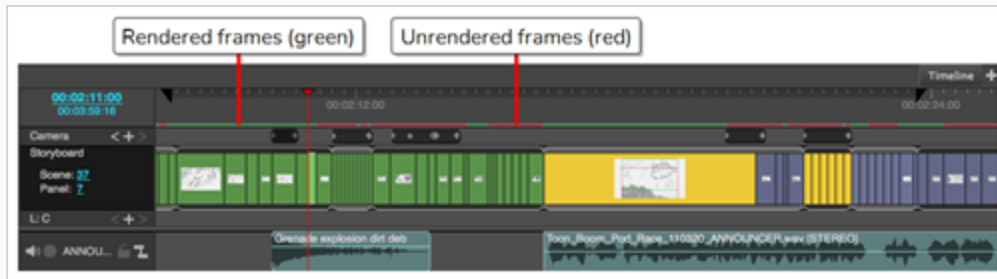 Rendered frames (green)
Unrendered frames (red)
Timeline
00:02:11:00
00:03:59:16
00:02:12:00
00:02:24:00
Camera
Storyboard
Scene: 37
Panel: 7
L: C
ANNOU...
Grenade explosion dirt deb
Toon_Boom_Pod_Race_110320_ANNOUNCER.wav [STEREO]